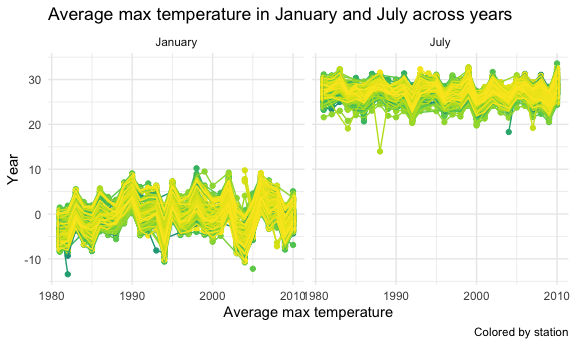 Average max temperature in January and July across years
January July
30
20
10
0
-10
Year
1980 1990 2000 2010 1980 1990 2000 2010
Average max temperature
Colored by station